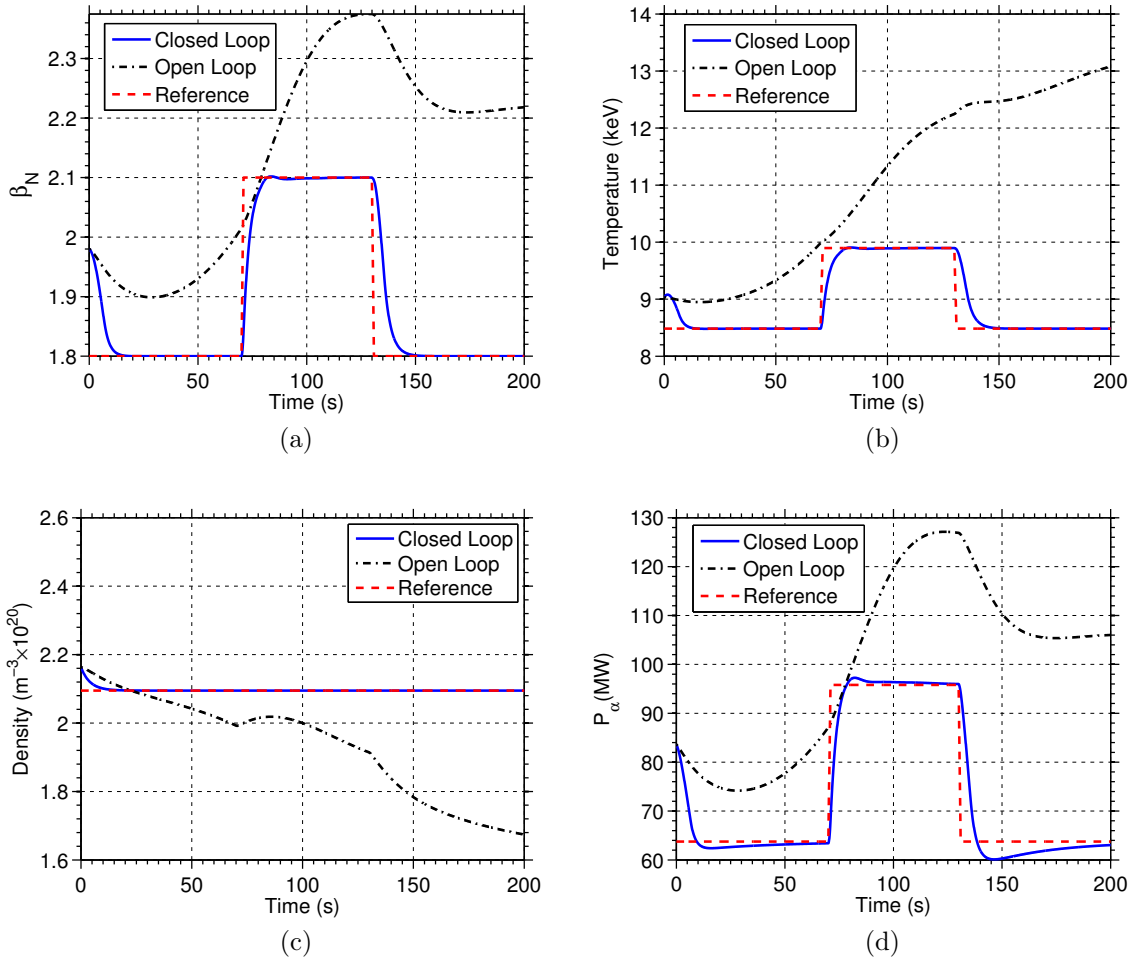 2.3
2.2
2.1
2
1.9
1.8
β_N
Closed Loop
Open Loop
Reference
0
50
100
150
200
Time (s)
(a)
14
13
12
11
10
9
8
Temperature (keV)
Closed Loop
Open Loop
Reference
0
50
100
150
200
Time (s)
(b)
2.6
2.4
2.2
2
1.8
1.6
Density (m⁻³×10²⁰)
Closed Loop
Open Loop
Reference
0
50
100
150
200
Time (s)
(c)
130
120
110
100
90
80
70
60
P_α (MW)
Closed Loop
Open Loop
Reference
0
50
100
150
200
Time (s)
(d)